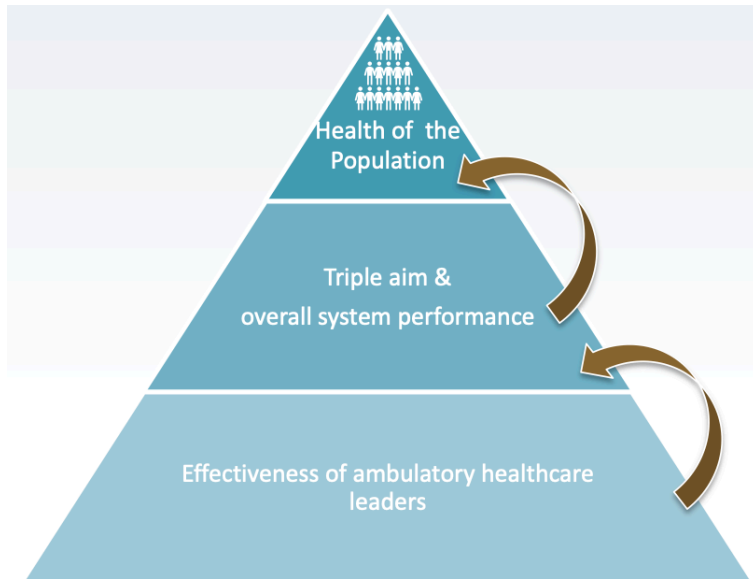 Health of the
Population
Triple aim &
overall system performance
Effectiveness of ambulatory healthcare
leaders